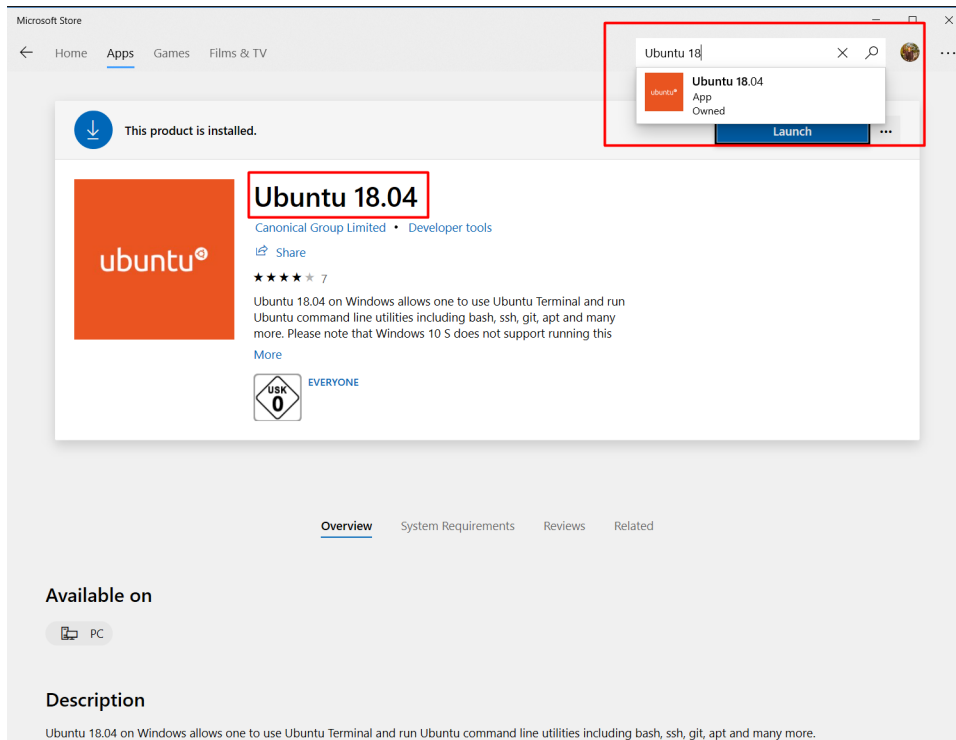 Microsoft Store
Home Apps Games Films & TV
Ubuntu 18
ubuntu
Ubuntu 18.04
App
Owned
This product is installed.
Launch
ubuntu
Ubuntu 18.04
Canonical Group Limited • Developer tools
Share
7
Ubuntu 18.04 on Windows allows one to use Ubuntu Terminal and run
Ubuntu command line utilities including bash, ssh, git, apt and many
more. Please note that Windows 10 S does not support running this
More
USK
0
EVERYONE
Overview System Requirements Reviews Related
Available on
PC
Description
Ubuntu 18.04 on Windows allows one to use Ubuntu Terminal and run Ubuntu command line utilities including bash, ssh, git, apt and many more.